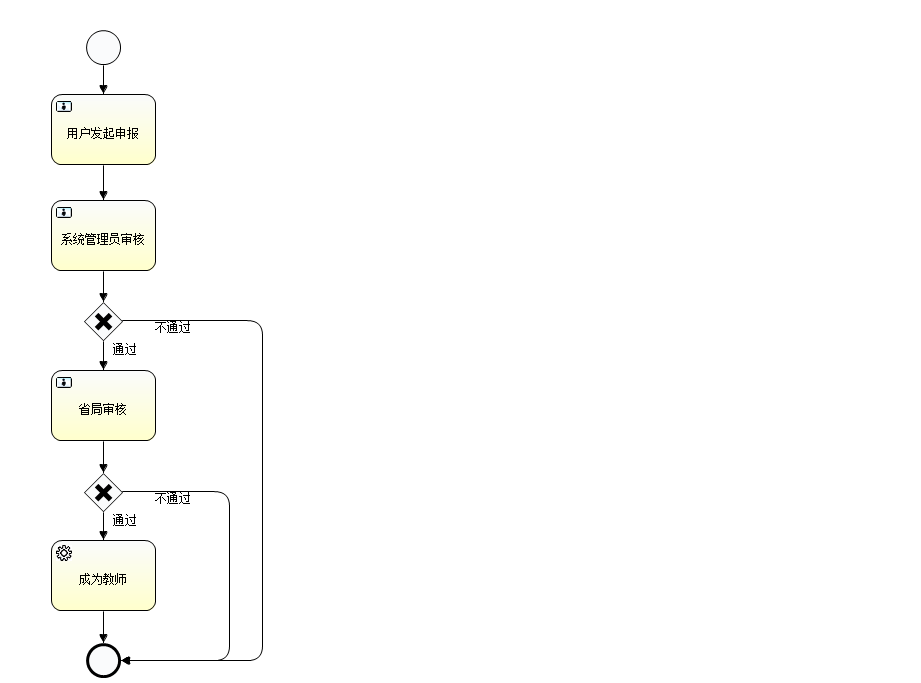 用户发起申报
系统管理员审核
不通过
通过
省局审核
不通过
通过
成为教师